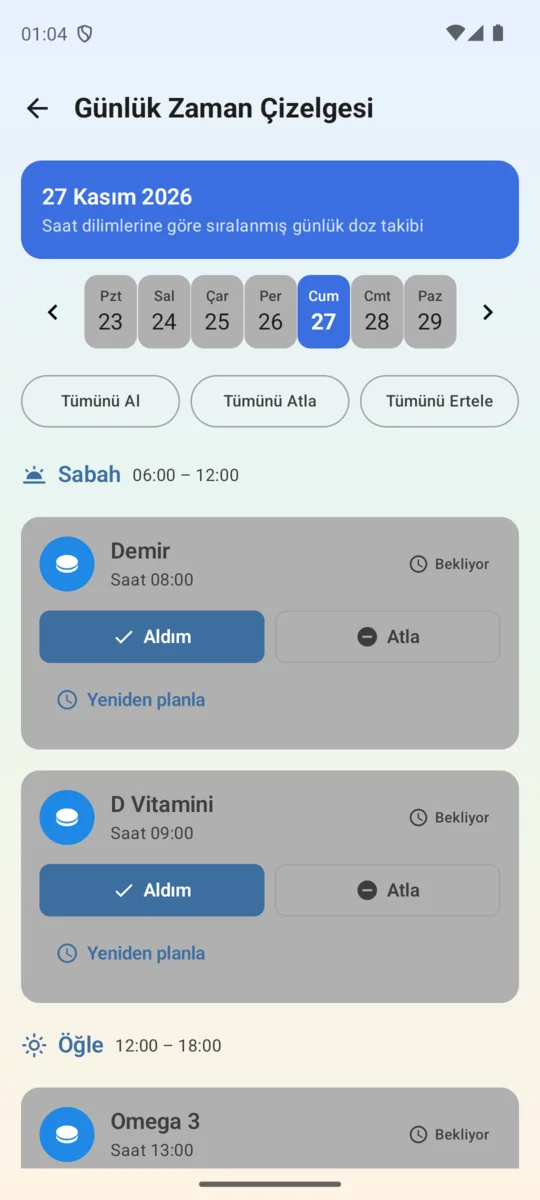 01:04
Günlük Zaman Çizelgesi
27 Kasım 2026
Saat dilimlerine göre sıralanmış günlük doz takibi
Pzt Sal Çar Per Cum Cmt Paz
23 24 25 26 27 28 29
Tümünü Al Tümünü Atla Tümünü Ertele
Sabah 06:00 – 12:00
Demir
Saat 08:00
Bekliyor
Aldım Atla
Yeniden planla
D Vitamini
Saat 09:00
Bekliyor
Aldım Atla
Yeniden planla
Öğle 12:00 – 18:00
Omega 3
Saat 13:00
Bekliyor